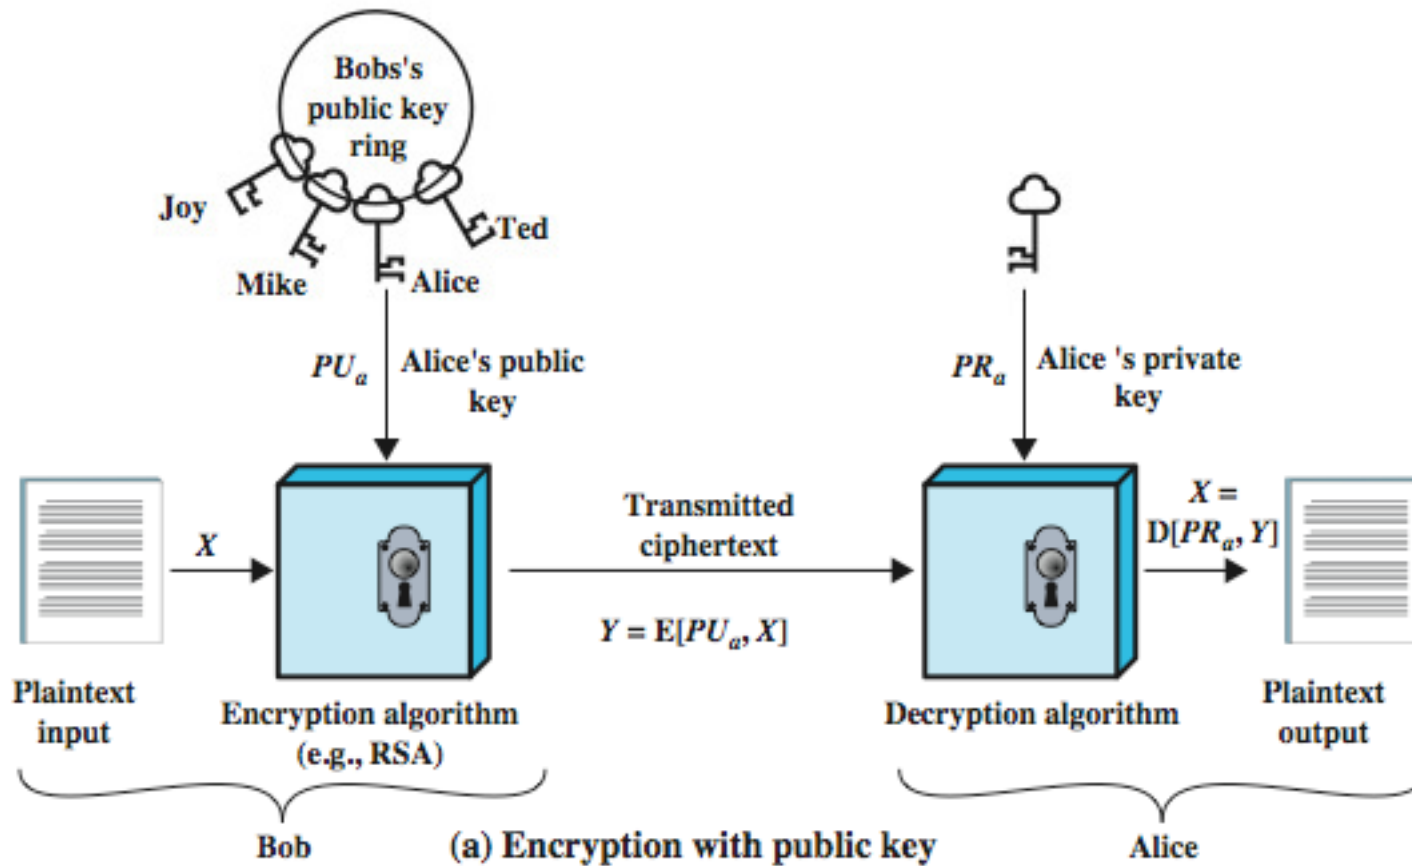 Bobs's
public key
ring
Joy
Ted
Mike
Alice
PUa
Alice's public
key
PRa
Alice 's private
key
X
Transmitted
ciphertext
X =
D[PRa, Y]
Y = E[PUa, X]
Plaintext
input
Encryption algorithm
(e.g., RSA)
Decryption algorithm
Plaintext
output
Bob
(a) Encryption with public key
Alice